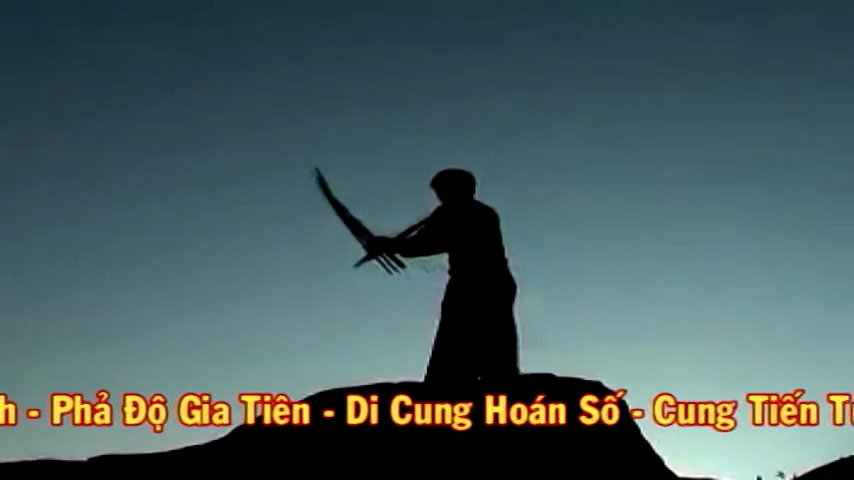 - Phả Độ Gia Tiên - Di Cung Hoán Số - Cung Tiến